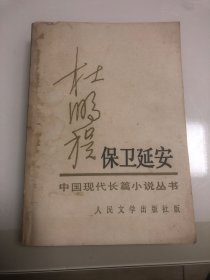 杜鹏程
保卫延安
中国现代长篇小说丛书
人民文学出版社版